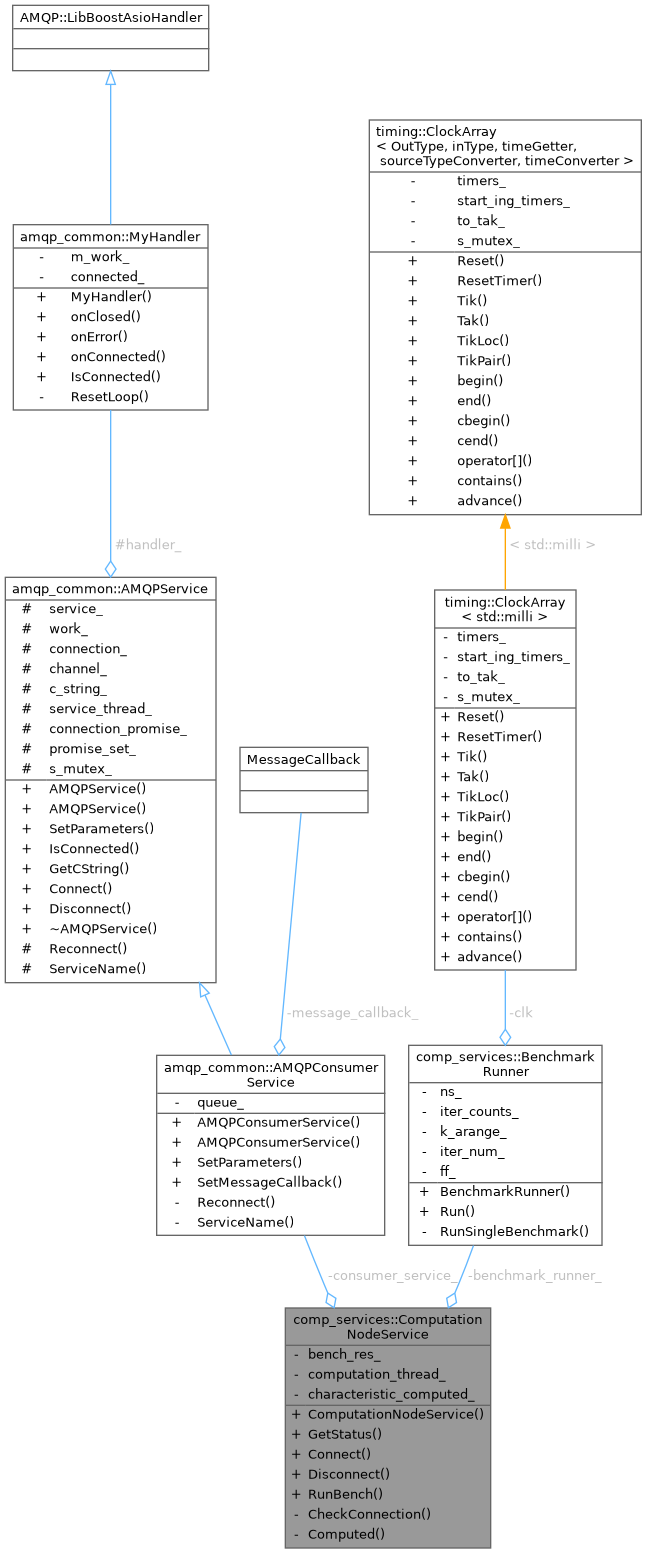 AMQP::LibBoostAsioHandler
timing::ClockArray
< OutType, inType, timeGetter,
sourceTypeConverter, timeConverter >
- timers_
- start_ing_timers_
- to_tak_
- s_mutex_
+ Reset()
+ ResetTimer()
+ Tik()
+ Tak()
+ TikLoc()
+ TikPair()
+ begin()
+ end()
+ cbegin()
+ cend()
+ operator[]()
+ contains()
+ advance()
amqp_common::MyHandler
- m_work_
- connected_
+ MyHandler()
+ onClosed()
+ onError()
+ onConnected()
+ IsConnected()
- ResetLoop()
#handler_
< std::milli >
amqp_common::AMQPService
# service_
# work_
# connection_
# channel_
# c_string_
# service_thread_
# connection_promise_
# promise_set_
# s_mutex_
+ AMQPService()
+ AMQPService()
+ SetParameters()
+ IsConnected()
+ GetCString()
+ Connect()
+ Disconnect()
+ ~AMQPService()
# Reconnect()
# ServiceName()
timing::ClockArray
< std::milli >
- timers_
- start_ing_timers_
- to_tak_
- s_mutex_
+ Reset()
+ ResetTimer()
+ Tik()
+ Tak()
+ TikLoc()
+ TikPair()
+ begin()
+ end()
+ cbegin()
+ cend()
+ operator[]()
+ contains()
+ advance()
MessageCallback
-message_callback_
-clk
amqp_common::AMQPConsumer
Service
- queue_
+ AMQPConsumerService()
+ AMQPConsumerService()
+ SetParameters()
+ SetMessageCallback()
- Reconnect()
- ServiceName()
comp_services::Benchmark
Runner
- ns_
- iter_counts_
- k_arange_
- iter_num_
- ff_
+ BenchmarkRunner()
+ Run()
- RunSingleBenchmark()
-consumer_service_
-benchmark_runner_
comp_services::Computation
NodeService
- bench_res_
- computation_thread_
- characteristic_computed_
+ ComputationNodeService()
+ GetStatus()
+ Connect()
+ Disconnect()
+ RunBench()
- CheckConnection()
- Computed()